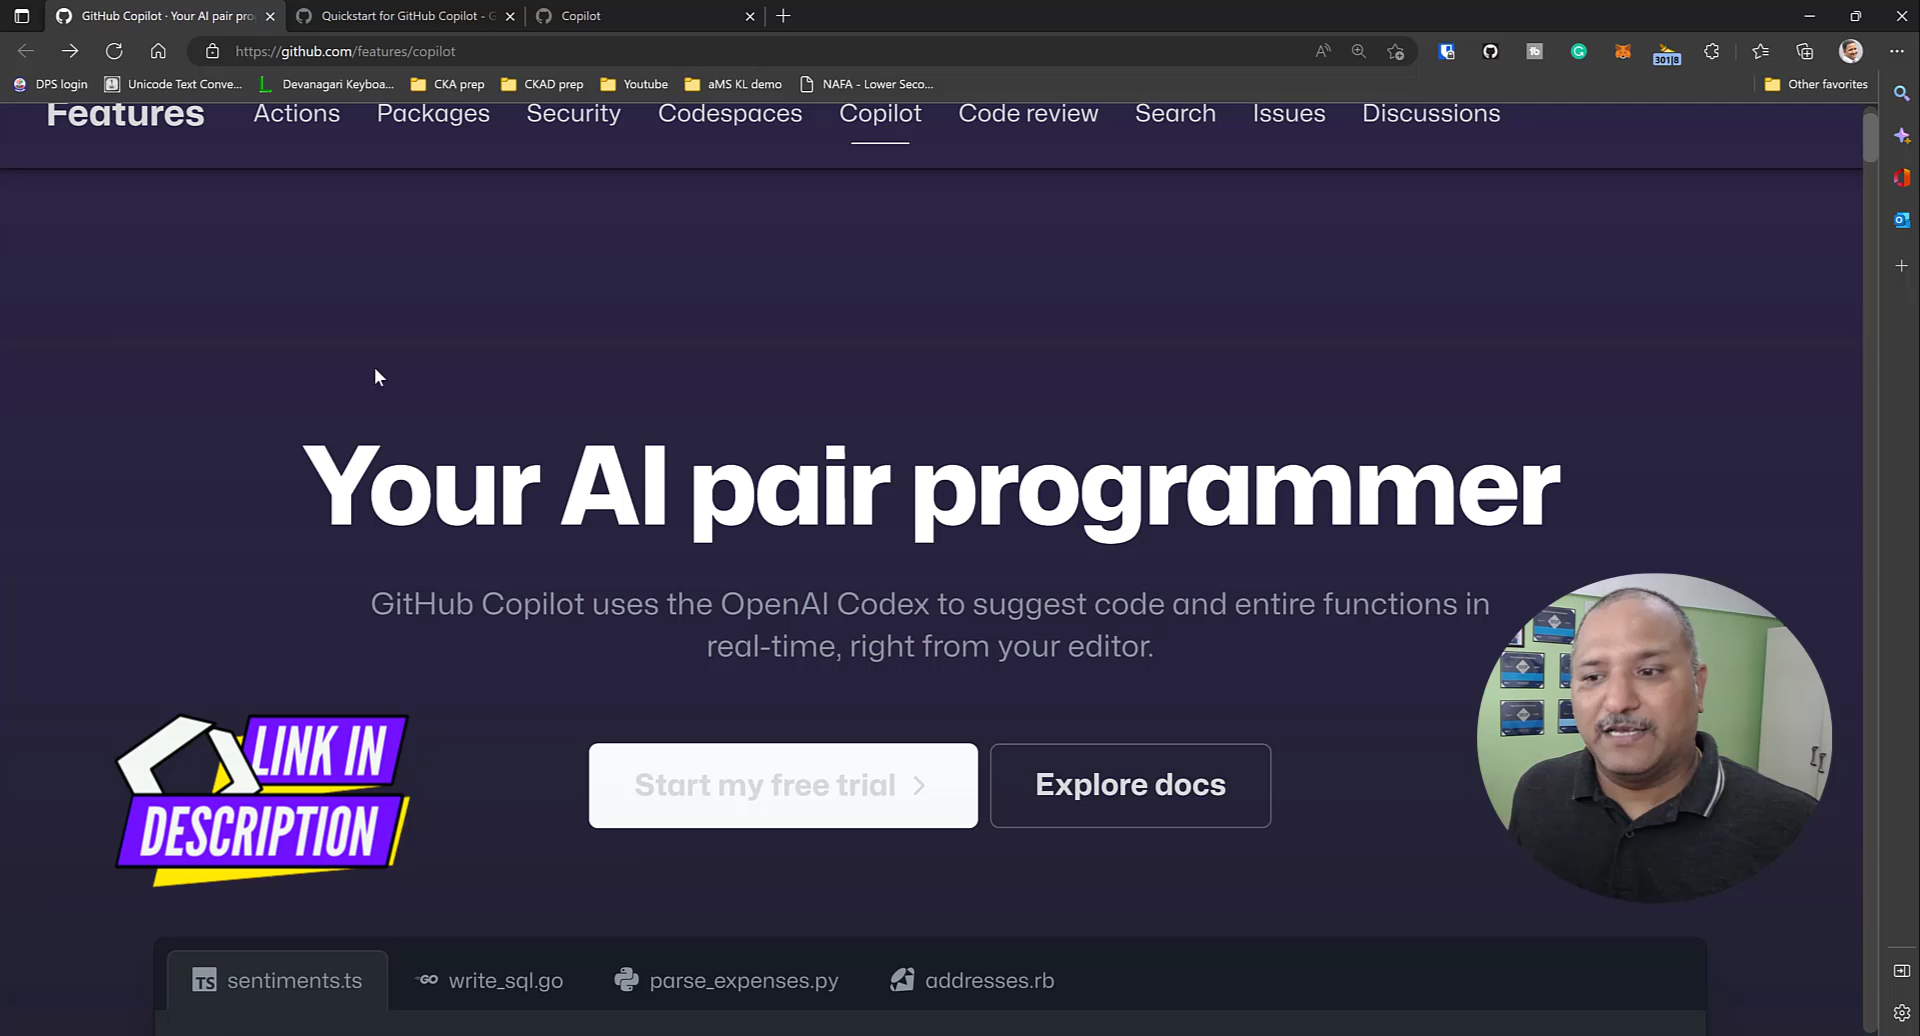 GitHub Copilot · Your AI pair pro
Quickstart for GitHub Copilot - G
Copilot
https://github.com/features/copilot
301|8
DPS login
Unicode Text Conve...
Devanagari Keyboa...
CKA prep
CKAD prep
Youtube
aMS KL demo
NAFA - Lower Seco...
Other favorites
Features
Actions
Packages
Security
Codespaces
Copilot
Code review
Search
Issues
Discussions
Your AI pair programmer
GitHub Copilot uses the OpenAI Codex to suggest code and entire functions in
real-time, right from your editor.
LINK IN
DESCRIPTION
Start my free trial >
Explore docs
TS sentiments.ts
GO write_sql.go
parse_expenses.py
addresses.rb